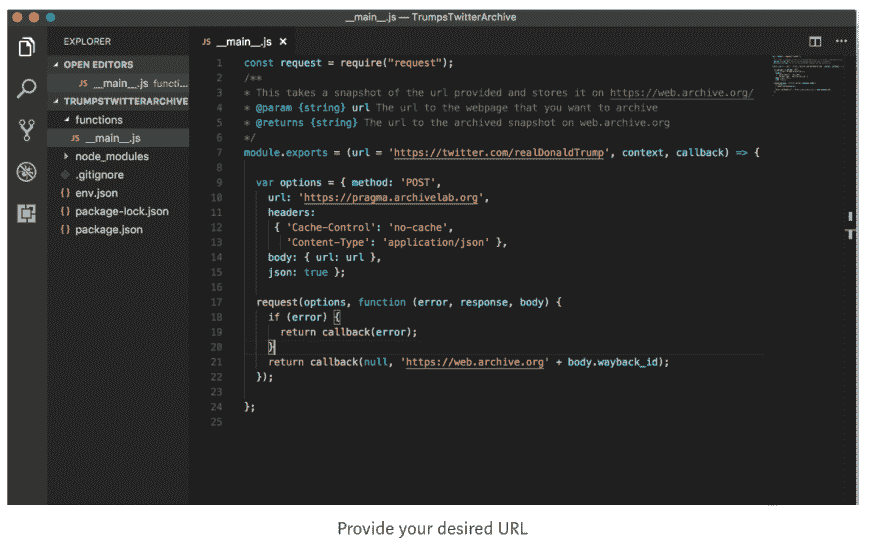 __main__.js — TrumpsTwitterArchive
EXPLORER
OPEN EDITORS
JS __main__.js functi...
TRUMPSTWITTERARCHIVE
functions
JS __main__.js
node_modules
.gitignore
{} env.json
{} package-lock.json
{} package.json
JS __main__.js ×
1 const request = require("request");
2 /**
3 * This takes a snapshot of the url provided and stores it on https://web.archive.org/
4 * @param {string} url The url to the webpage that you want to archive
5 * @returns {string} The url to the archived snapshot on web.archive.org
6 */
7 module.exports = (url = 'https://twitter.com/realDonaldTrump', context, callback) => {
8
9 var options = { method: 'POST',
10 url: 'https://pragma.archivelab.org',
11 headers:
12 { 'Cache-Control': 'no-cache',
13 'Content-Type': 'application/json' },
14 body: { url: url },
15 json: true };
16
17 request(options, function (error, response, body) {
18 if (error) {
19 return callback(error);
20 }
21 return callback(null, 'https://web.archive.org' + body.wayback_id);
22 });
23
24 };
25
Provide your desired URL